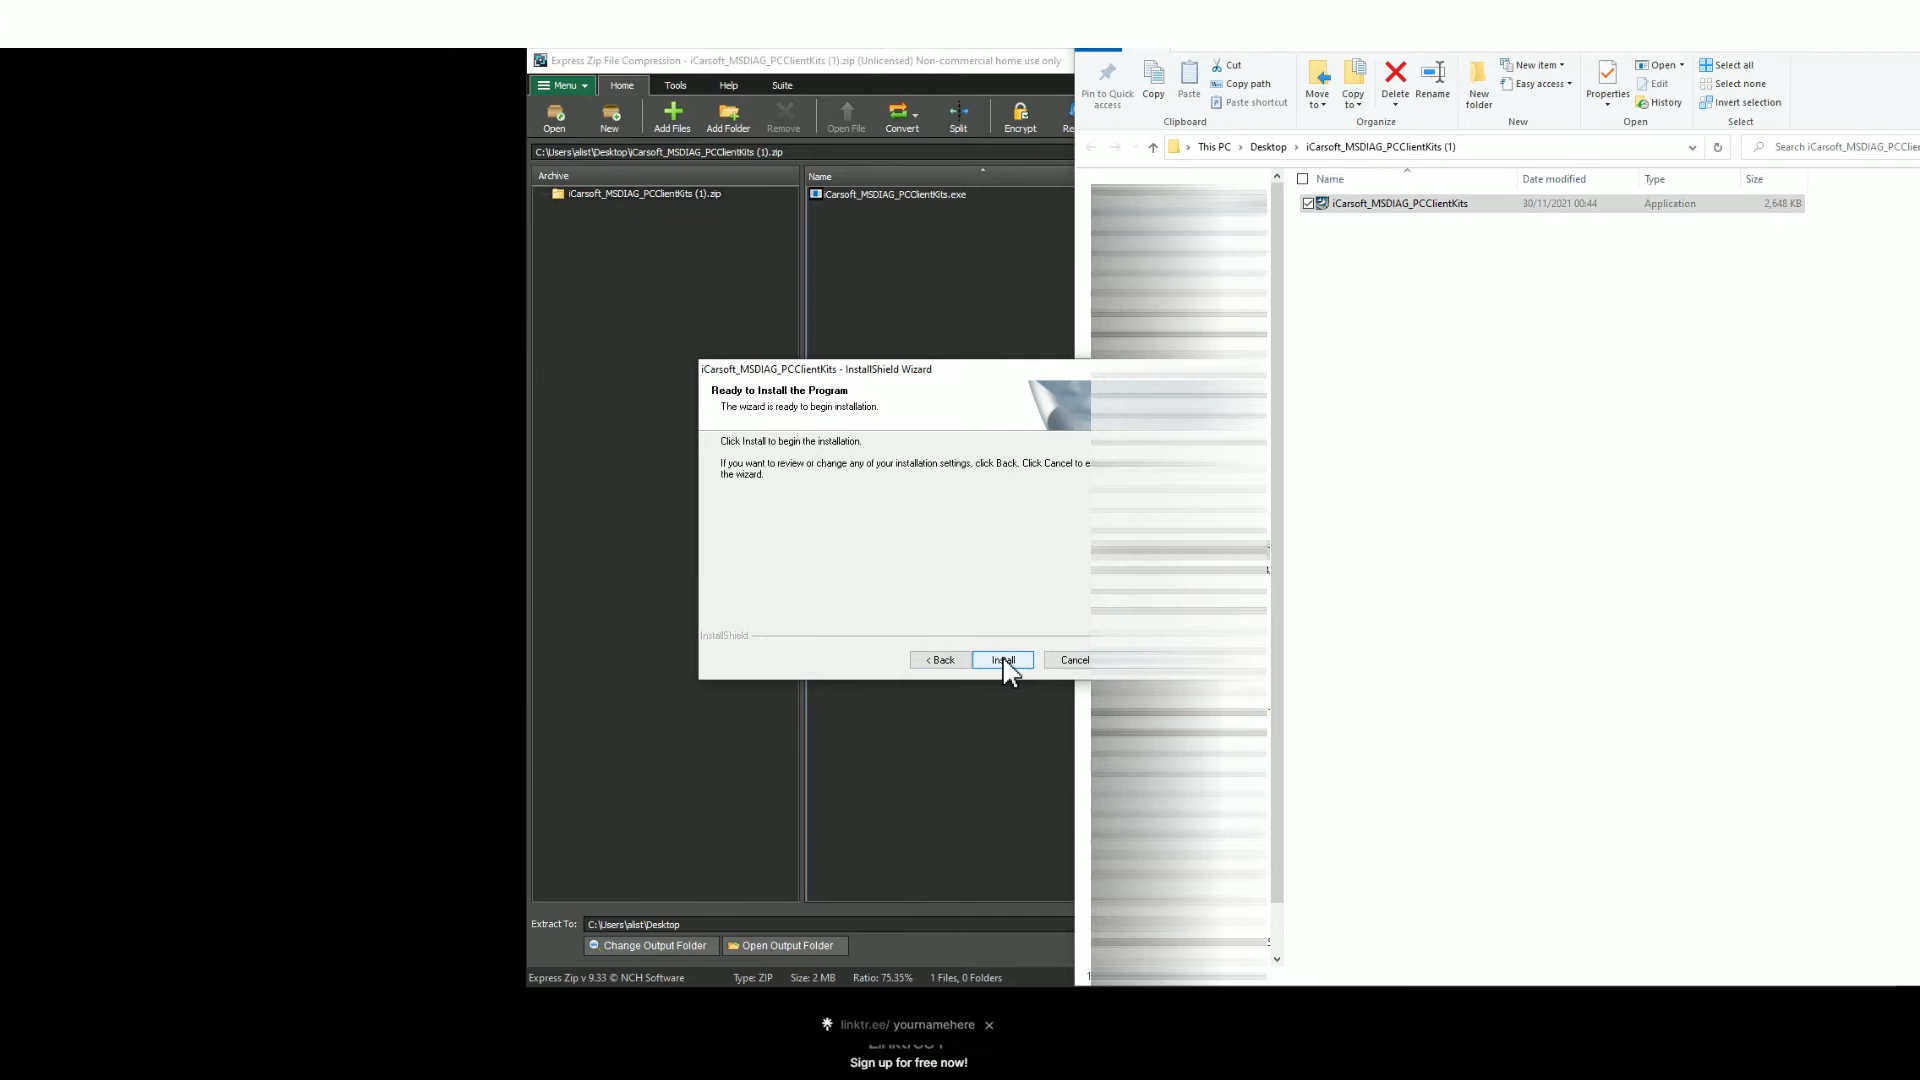 Express Zip File Compression - iCarsoft_MSDIAG_PCClientKits (1).zip (Unlicensed) Non-commercial home use only
Menu Home Tools Help Suite
Open New Add Files Add Folder Remove Open File Convert Split Encrypt
C:\Users\alist\Desktop\iCarsoft_MSDIAG_PCClientKits (1).zip
Archive
iCarsoft_MSDIAG_PCClientKits (1).zip
Name
iCarsoft_MSDIAG_PCClientKits.exe
Pin to Quick access
Copy
Paste
Cut
Copy path
Paste shortcut
Clipboard
Move to
Copy to
Delete
Rename
Organize
New folder
New item
Easy access
New
Properties
Open
Edit
History
Open
Select all
Select none
Invert selection
Select
This PC > Desktop > iCarsoft_MSDIAG_PCClientKits (1)
Search iCarsoft_MSDIAG_PCClie
Name Date modified Type Size
iCarsoft_MSDIAG_PCClientKits 30/11/2021 00:44 Application 2,648 KB
iCarsoft_MSDIAG_PCClientKits - InstallShield Wizard
Ready to Install the Program
The wizard is ready to begin installation.
Click Install to begin the installation.
If you want to review or change any of your installation settings, click Back. Click Cancel to e
the wizard.
InstallShield
< Back Install Cancel
Extract To: C:\Users\alist\Desktop
Change Output Folder Open Output Folder
Express Zip v 9.33 © NCH Software Type: ZIP Size: 2 MB Ratio: 75.35% 1 Files, 0 Folders
linktr.ee/ yournamehere ×
Sign up for free now!